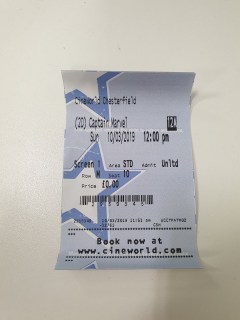 Cineworld Chesterfield
(2D) Captain Marvel
Sun 10/03/2019 12:00 pm
12A
Screen 1 Area STD Admit Unltd
Row M Seat 10
Price £0.00
Book now at
www.cineworld.com